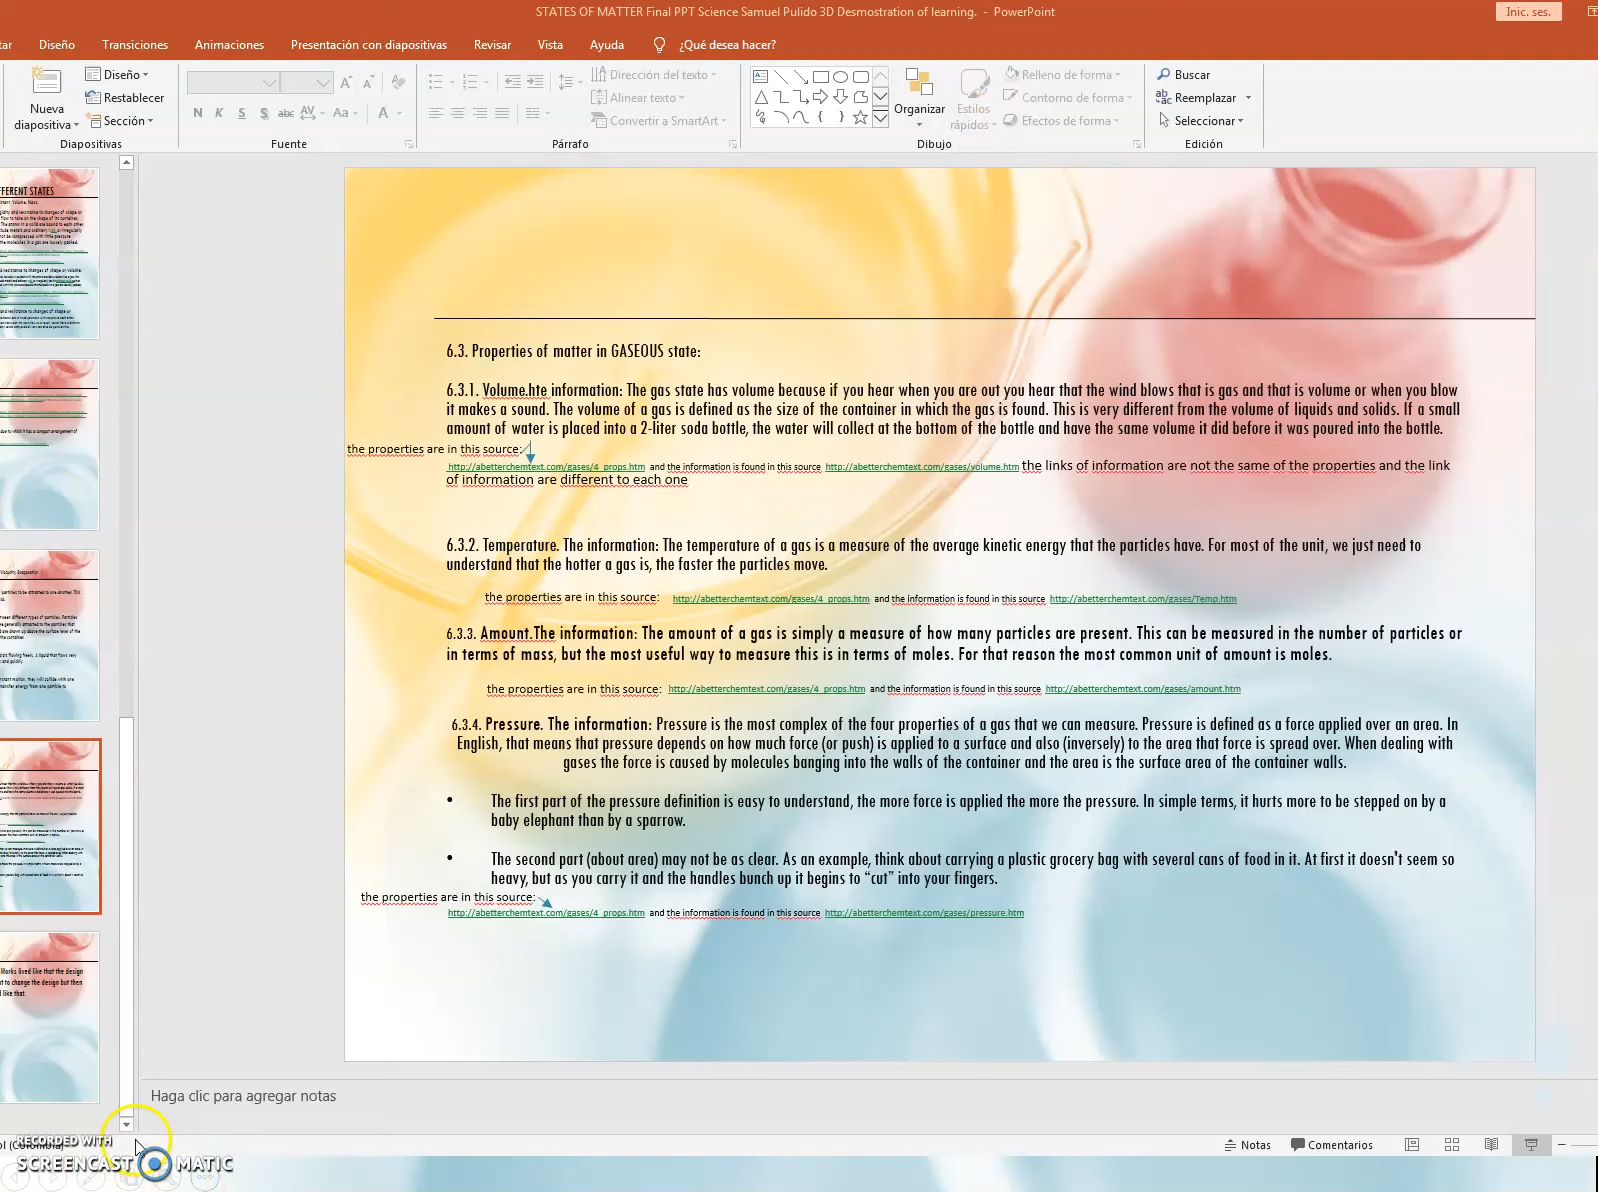 STATES OF MATTER Final PPT Science Samuel Pulido 3D Desmostration of learning. - PowerPoint
Inic. ses.
tar Diseño Transiciones Animaciones Presentación con diapositivas Revisar Vista Ayuda ¿Qué desea hacer?
Nueva diapositiva
Diseño
Restablecer
Sección
Diapositivas
N K S S abc AV Aa A
Fuente
Dirección del texto
Alinear texto
Convertir a SmartArt
Párrafo
Organizar
Estilos rápidos
Relleno de forma
Contorno de forma
Efectos de forma
Dibujo
Buscar
Reemplazar
Seleccionar
Edición
FFERENT STATES
Works lived like that the design
nt to change the design but then
l like that.
6.3. Properties of matter in GASEOUS state:
6.3.1. Volume.hte information: The gas state has volume because if you hear when you are out you hear that the wind blows that is gas and that is volume or when you blow
it makes a sound. The volume of a gas is defined as the size of the container in which the gas is found. This is very different from the volume of liquids and solids. If a small
amount of water is placed into a 2-liter soda bottle, the water will collect at the bottom of the bottle and have the same volume it did before it was poured into the bottle.
the properties are in this source:
http://abetterchemtext.com/gases/4_props.htm and the information is found in this source http://abetterchemtext.com/gases/volume.htm the links of information are not the same of the properties and the link
of information are different to each one
6.3.2. Temperature. The information: The temperature of a gas is a measure of the average kinetic energy that the particles have. For most of the unit, we just need to
understand that the hotter a gas is, the faster the particles move.
the properties are in this source: http://abetterchemtext.com/gases/4_props.htm and the information is found in this source http://abetterchemtext.com/gases/Temp.htm
6.3.3. Amount.The information: The amount of a gas is simply a measure of how many particles are present. This can be measured in the number of particles or
in terms of mass, but the most useful way to measure this is in terms of moles. For that reason the most common unit of amount is moles.
the properties are in this source: http://abetterchemtext.com/gases/4_props.htm and the information is found in this source http://abetterchemtext.com/gases/amount.htm
6.3.4. Pressure. The information: Pressure is the most complex of the four properties of a gas that we can measure. Pressure is defined as a force applied over an area. In
English, that means that pressure depends on how much force (or push) is applied to a surface and also (inversely) to the area that force is spread over. When dealing with
gases the force is caused by molecules banging into the walls of the container and the area is the surface area of the container walls.
• The first part of the pressure definition is easy to understand, the more force is applied the more the pressure. In simple terms, it hurts more to be stepped on by a
baby elephant than by a sparrow.
• The second part (about area) may not be as clear. As an example, think about carrying a plastic grocery bag with several cans of food in it. At first it doesn't seem so
heavy, but as you carry it and the handles bunch up it begins to “cut” into your fingers.
the properties are in this source:
http://abetterchemtext.com/gases/4_props.htm and the information is found in this source http://abetterchemtext.com/gases/pressure.htm
Haga clic para agregar notas
ol (Colombia)
Notas Comentarios
RECORDED WITH
SCREENCAST MATIC